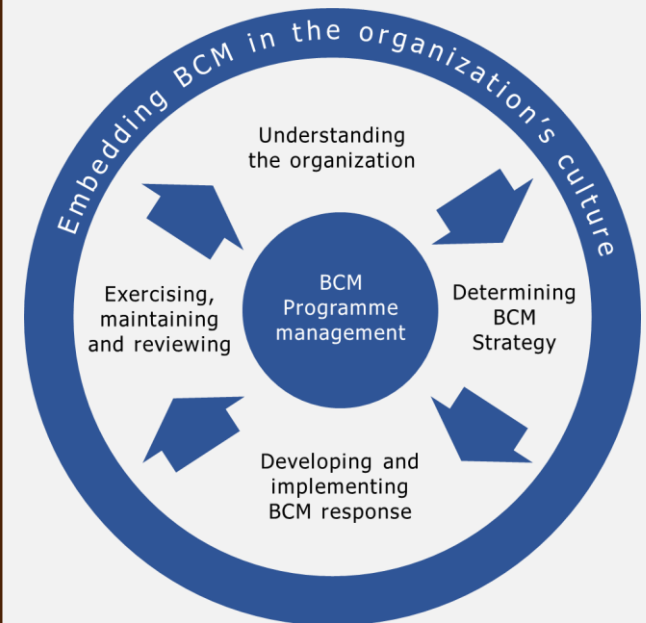 Embedding BCM in the organization's culture
Understanding
the organization
BCM
Programme
management
Determining
BCM
Strategy
Exercising,
maintaining
and reviewing
Developing and
implementing
BCM response